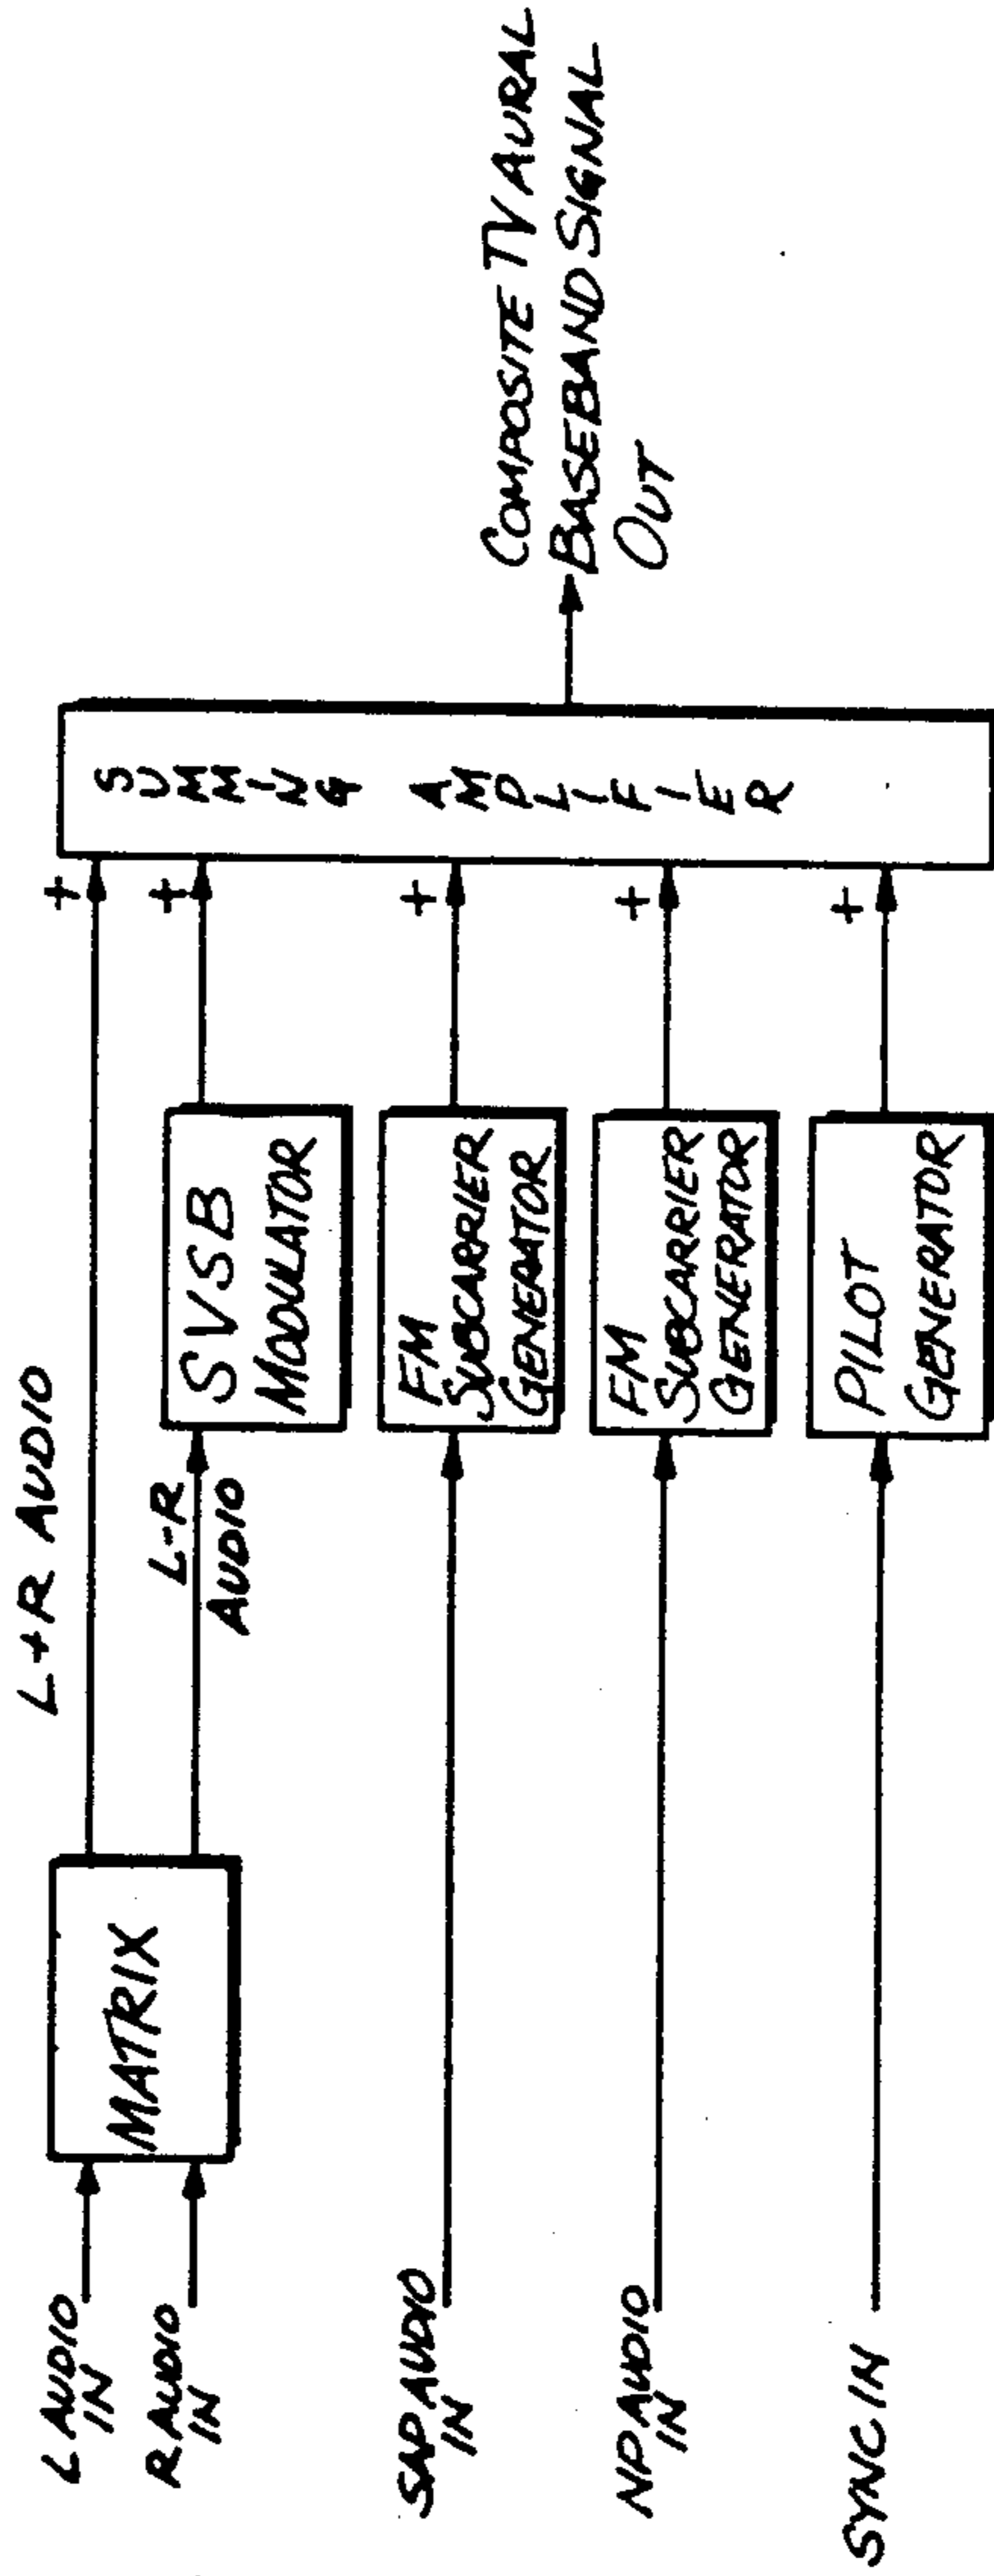 L AUDIO
IN
R AUDIO
IN
MATRIX
L+R AUDIO
L-R
AUDIO
SVSB
MODULATOR
+
+
SAP AUDIO
IN
FM
SUBCARRIER
GENERATOR
+
NP AUDIO
IN
FM
SUBCARRIER
GENERATOR
+
SYNC IN
PILOT
GENERATOR
+
SUMMING AMPLIFIER
COMPOSITE TV AURAL
BASEBAND SIGNAL
OUT